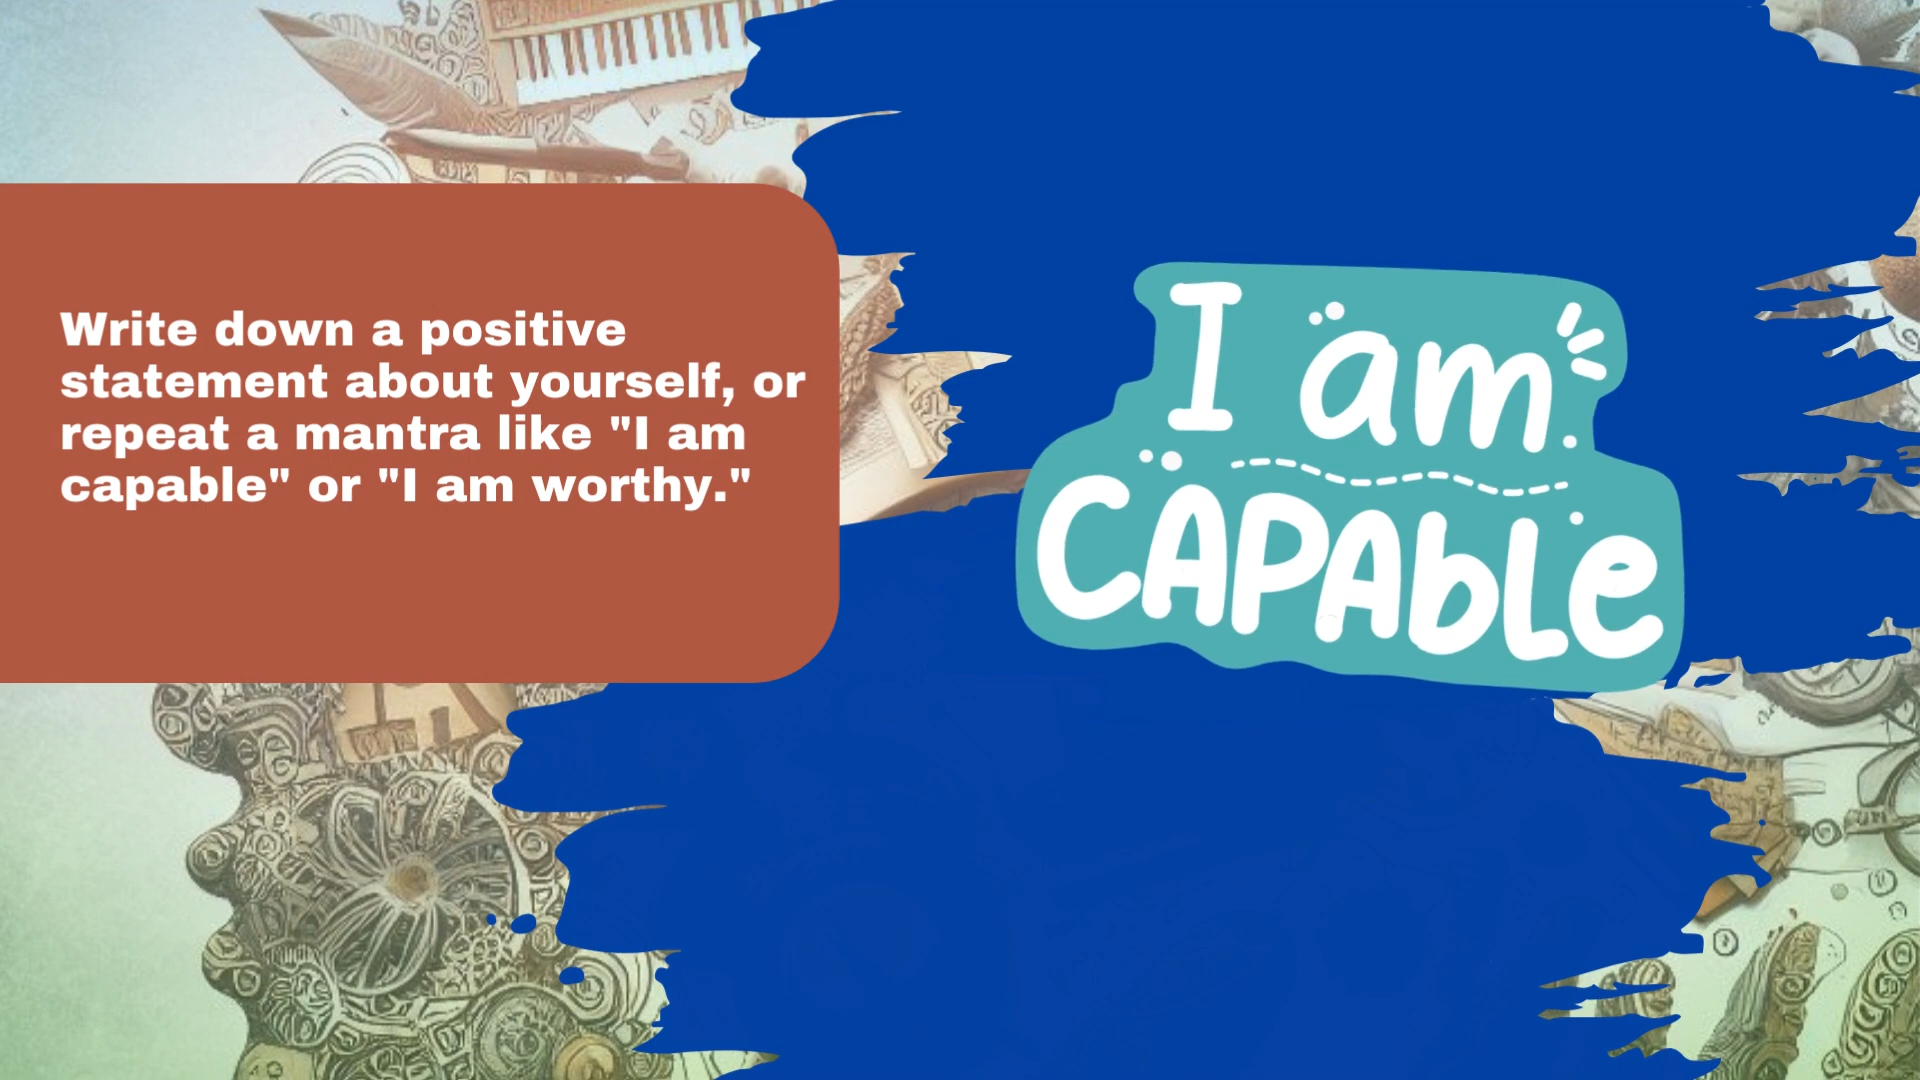 Write down a positive
statement about yourself, or
repeat a mantra like "I am
capable" or "I am worthy."
I am
CAPAbLe